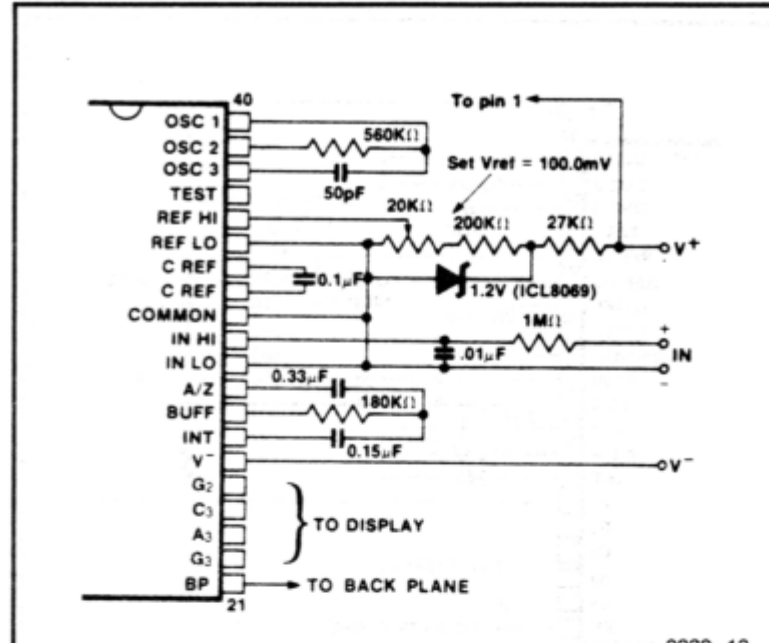 40
To pin 1
OSC 1
560KΩ
OSC 2
OSC 3
50pF
Set Vref = 100.0mV
TEST
20KΩ
REF HI
200KΩ
27KΩ
REF LO
V+
C REF
0.1µF
1.2V (ICL8069)
C REF
COMMON
1MΩ
IN HI
+
.01µF
IN
IN LO
-
0.33µF
A/Z
180KΩ
BUFF
INT
0.15µF
V-
V-
G2
C3
TO DISPLAY
A3
G3
BP
TO BACK PLANE
21